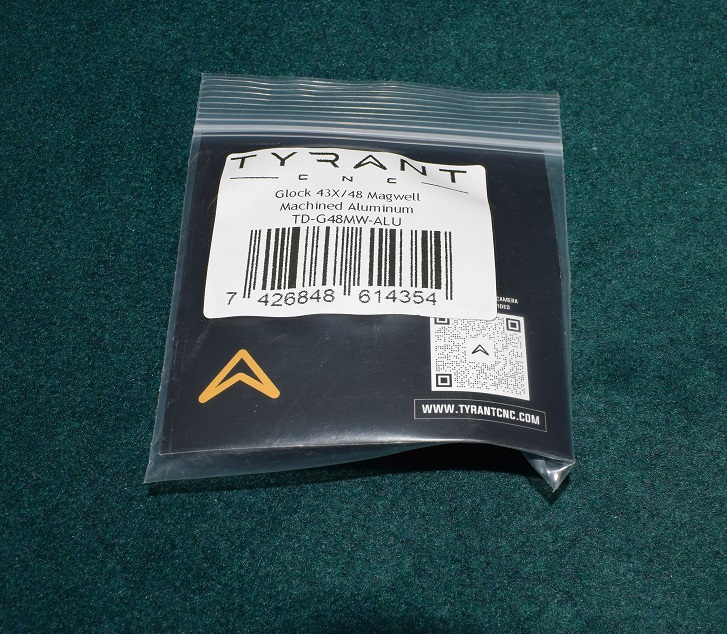 TYRANT
CNC
Glock 43X/48 Magwell
Machined Aluminum
TD-G48MW-ALU
7 426848 614354
CAMERA
WWW.TYRANTCNC.COM